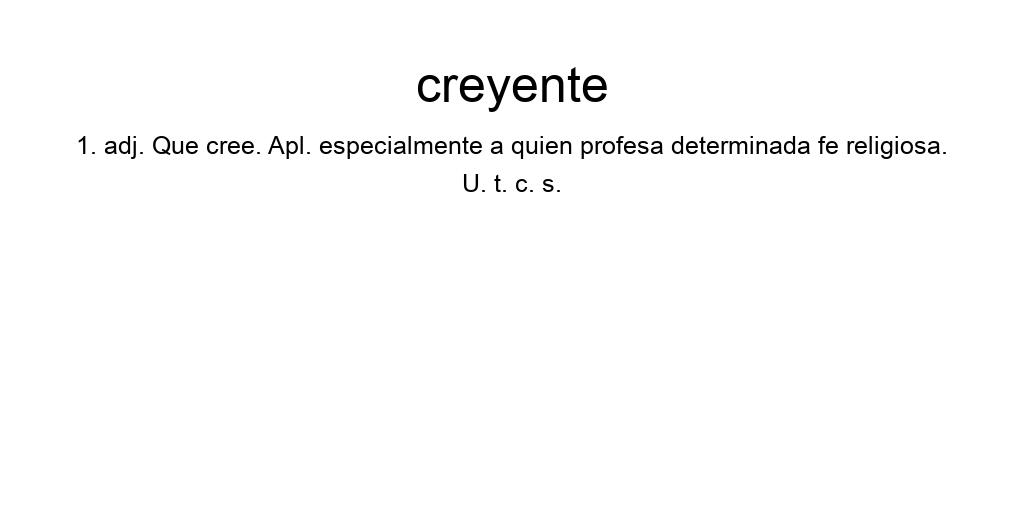 creyente
1. adj. Que cree. Apl. especialmente a quien profesa determinada fe religiosa.
U. t. c. s.